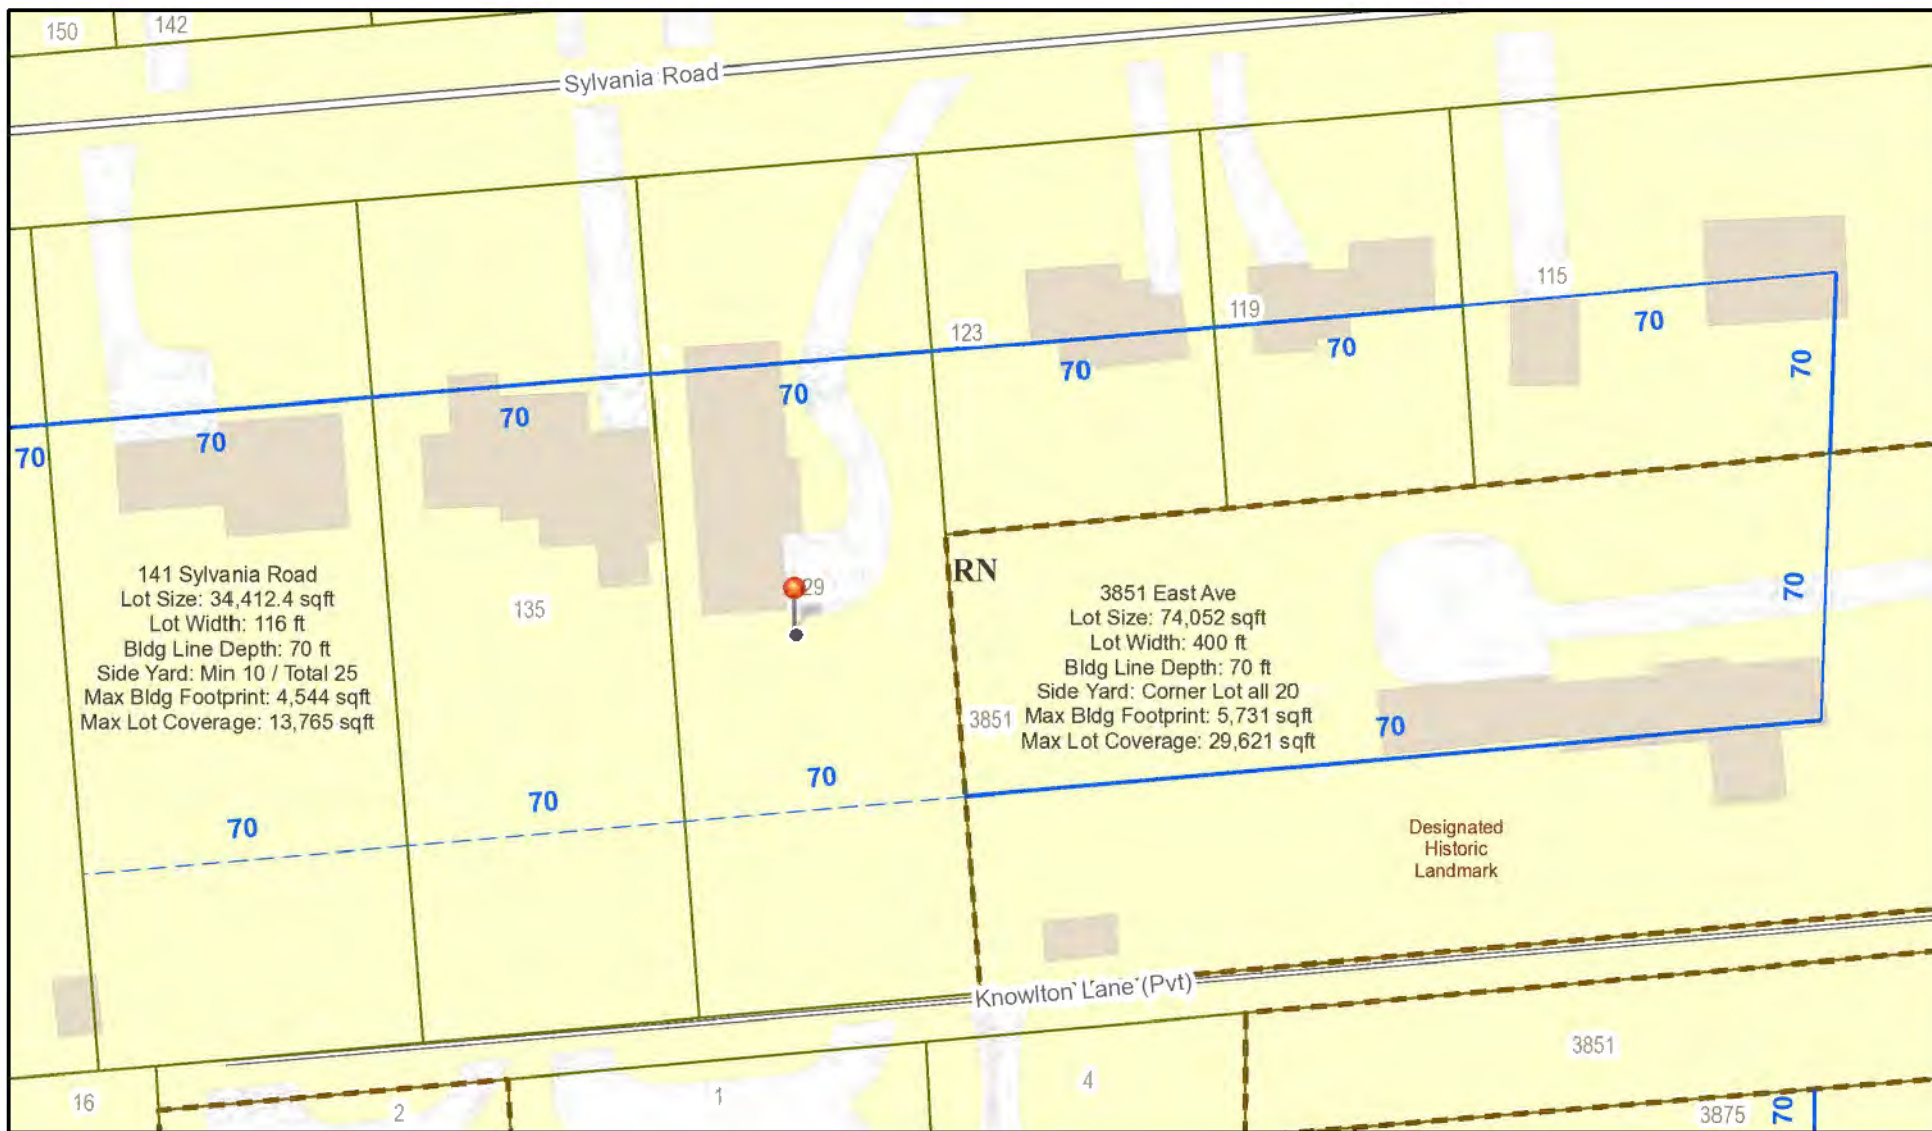 150
142
Sylvania Road
115
119
123
70
70
70
70
70
70
70
70
70
141 Sylvania Road
Lot Size: 34,412.4 sqft
Lot Width: 116 ft
Bldg Line Depth: 70 ft
Side Yard: Min 10 / Total 25
Max Bldg Footprint: 4,544 sqft
Max Lot Coverage: 13,765 sqft
135
29
RN
3851 East Ave
Lot Size: 74,052 sqft
Lot Width: 400 ft
Bldg Line Depth: 70 ft
Side Yard: Corner Lot all 20
Max Bldg Footprint: 5,731 sqft
Max Lot Coverage: 29,621 sqft
3851
70
70
70
70
Designated
Historic
Landmark
Knowlton Lane (Pvt)
3851
16
2
1
4
3875
70